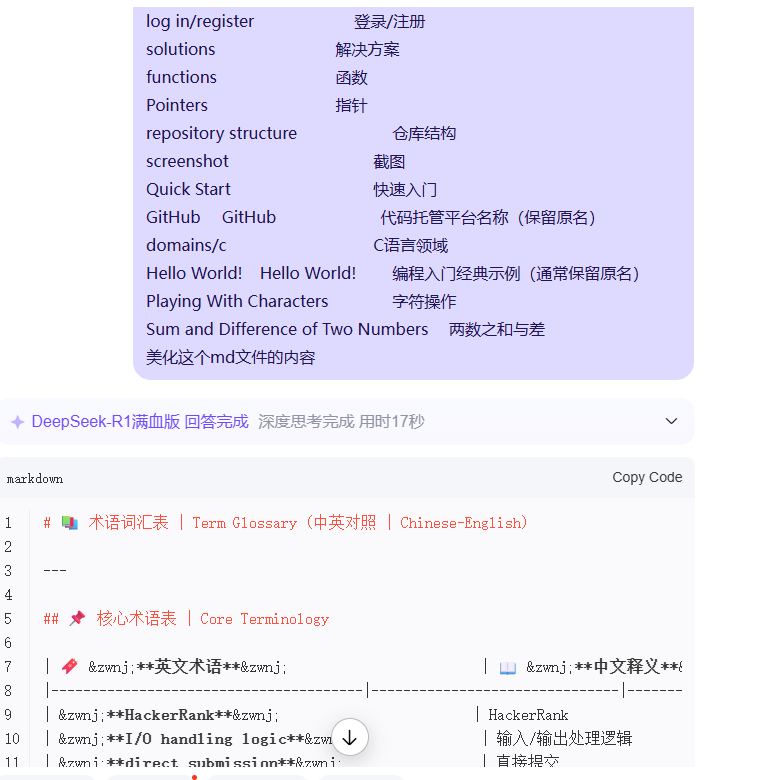 log in/register 登录/注册
solutions 解决方案
functions 函数
Pointers 指针
repository structure 仓库结构
screenshot 截图
Quick Start 快速入门
GitHub GitHub 代码托管平台名称（保留原名）
domains/c C语言领域
Hello World! Hello World! 编程入门经典示例（通常保留原名）
Playing With Characters 字符操作
Sum and Difference of Two Numbers 两数之和与差
美化这个md文件的内容
DeepSeek-R1满血版 回答完成 深度思考完成 用时17秒
markdown Copy Code
1 # 📚 术语词汇表 | Term Glossary（中英对照 | Chinese-English）
2
3 ---
4
5 ## 📌 核心术语表 | Core Terminology
6
7 | 🔖 &zwnj;**英文术语**&zwnj; | 📖 &zwnj;**中文释义**&
8 |---------------------------------------|-------------------------------|-------
9 | &zwnj;**HackerRank**&zwnj; | HackerRank
10 | &zwnj;**I/O handling logic**&zw | 输入/输出处理逻辑
11 | &zwnj;**direct submission**&zwnj; | 直接提交